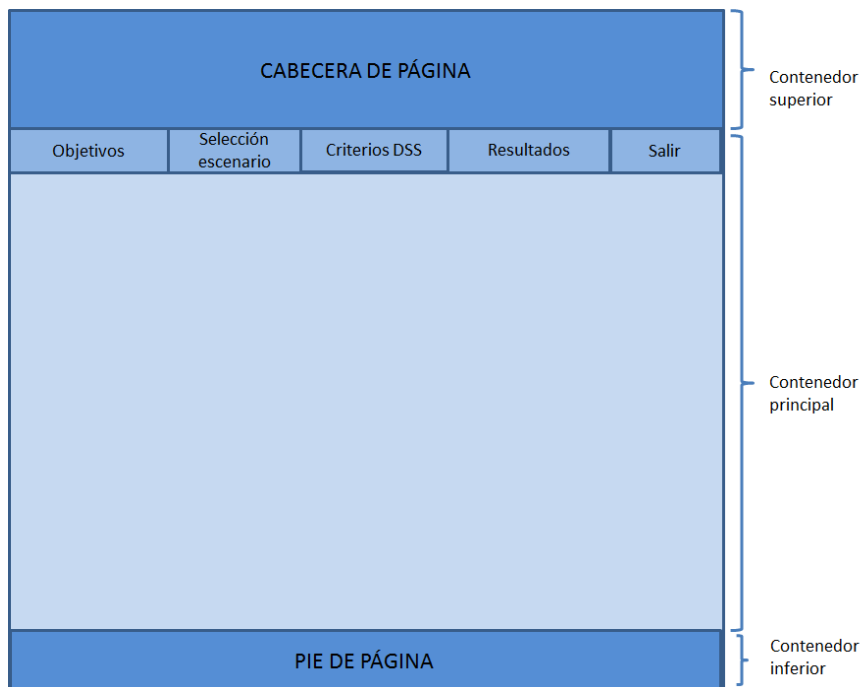 CABECERA DE PÁGINA
Contenedor
superior
Objetivos
Selección
escenario
Criterios DSS
Resultados
Salir
Contenedor
principal
PIE DE PÁGINA
Contenedor
inferior